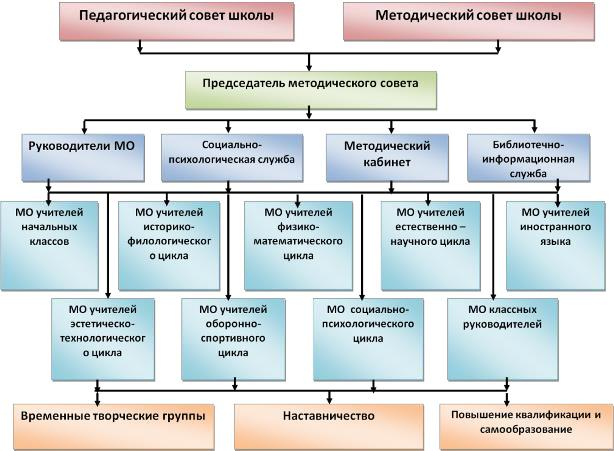 Педагогический совет школы
Методический совет школы
Председатель методического совета
Руководители МО
Социально-
психологическая служба
Методический
кабинет
Библиотечно-
информационная
служба
МО учителей
начальных
классов
МО учителей
историко-
филологическог
о цикла
МО учителей
физико-
математического
цикла
МО учителей
естественно –
научного цикла
МО учителей
иностранного
языка
МО учителей
эстетическо-
технологическог
о цикла
МО учителей
оборонно-
спортивного
цикла
МО социально-
психологического
цикла
МО классных
руководителей
Временные творческие группы
Наставничество
Повышение квалификации и
самообразование